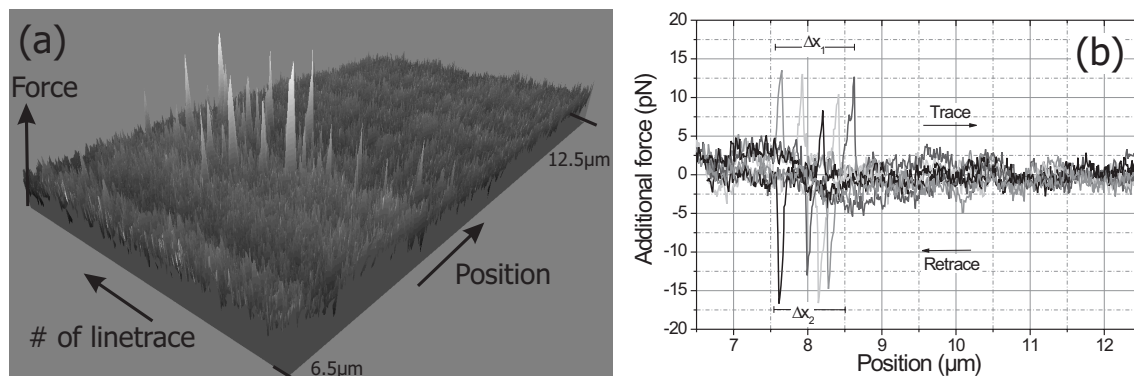 (a)
Force
12.5µm
Position
# of linetrace
6.5µm
(b)
Additional force (pN)
20
15
10
5
0
-5
-10
-15
-20
Δx₁
Trace
Retrace
Δx₂
7 8 9 10 11 12
Position (µm)